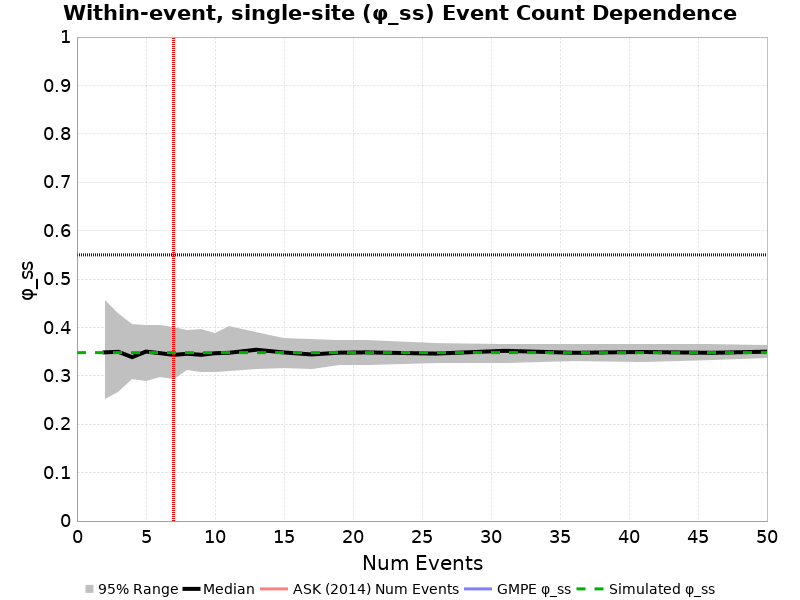 Within-event, single-site (φ_ss) Event Count Dependence
1
0.9
0.8
0.7
0.6
0.5
0.4
0.3
0.2
0.1
0
φ_ss
0 5 10 15 20 25 30 35 40 45 50
Num Events
95% Range Median ASK (2014) Num Events GMPE φ_ss Simulated φ_ss